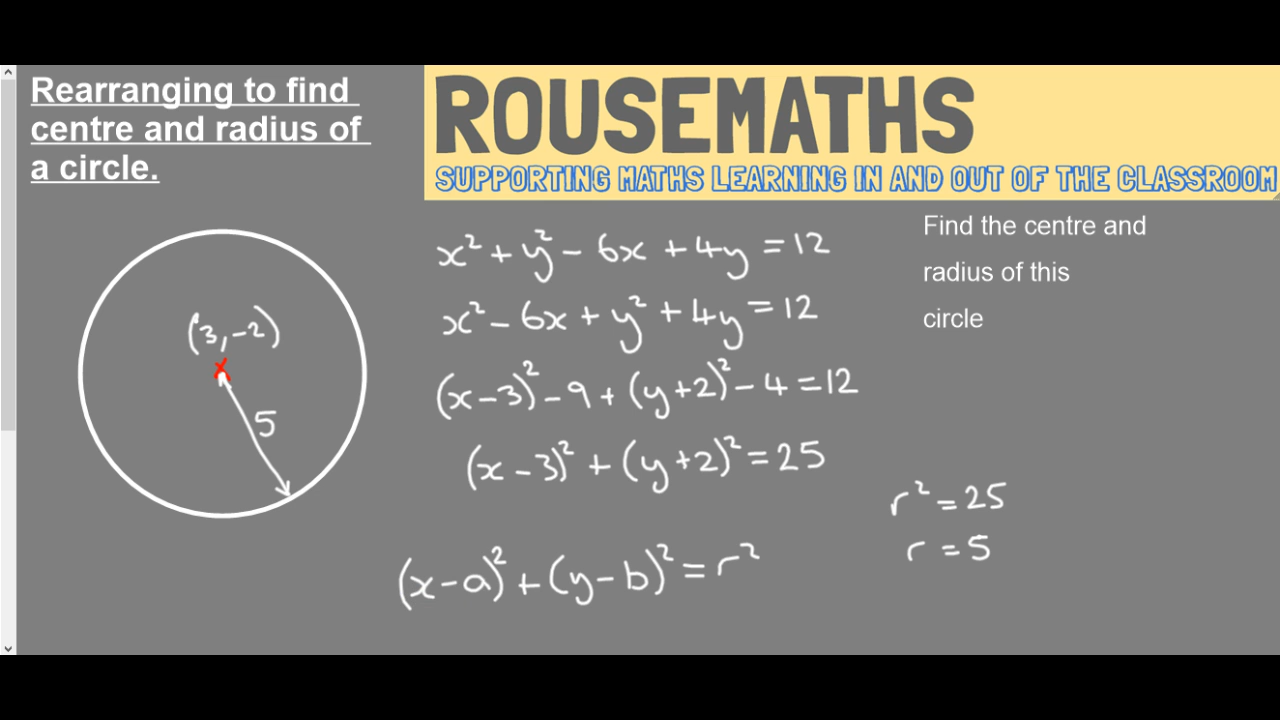 Rearranging to find
centre and radius of
a circle.
ROUSEMATHS
SUPPORTING MATHS LEARNING IN AND OUT OF THE CLASSROOM
Find the centre and
radius of this
circle
x² + y² - 6x + 4y = 12
x² - 6x + y² + 4y = 12
(x-3)² - 9 + (y+2)² - 4 = 12
(x-3)² + (y+2)² = 25
(x-a)² + (y-b)² = r²
r² = 25
r = 5
(3,-2)
5